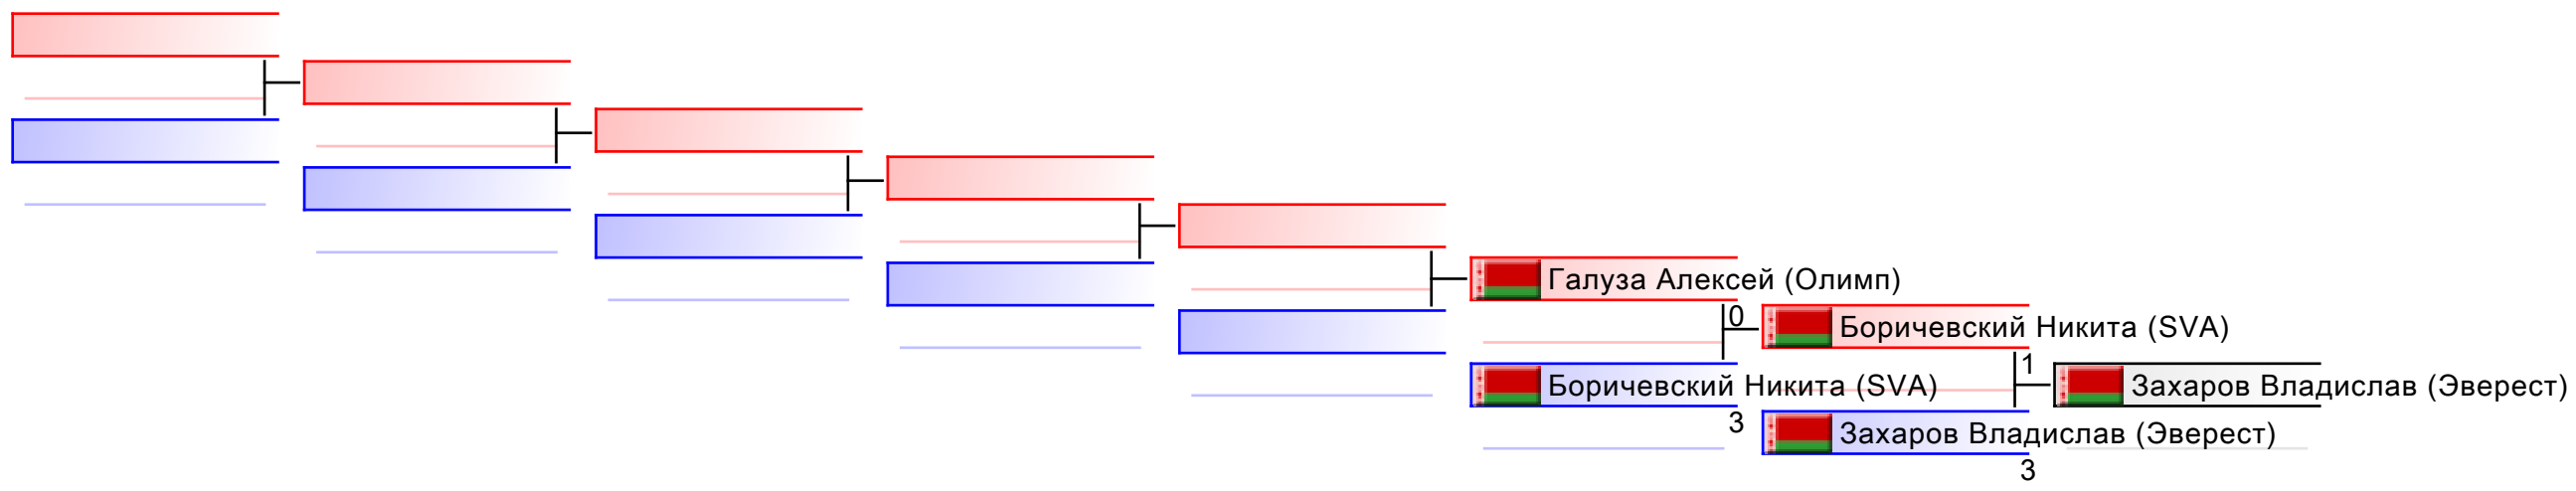 Галуза Алексей (Олимп)
0
Боричевский Никита (SVA)
3
Боричевский Никита (SVA)
1
Захаров Владислав (Эверест)
3
Захаров Владислав (Эверест)